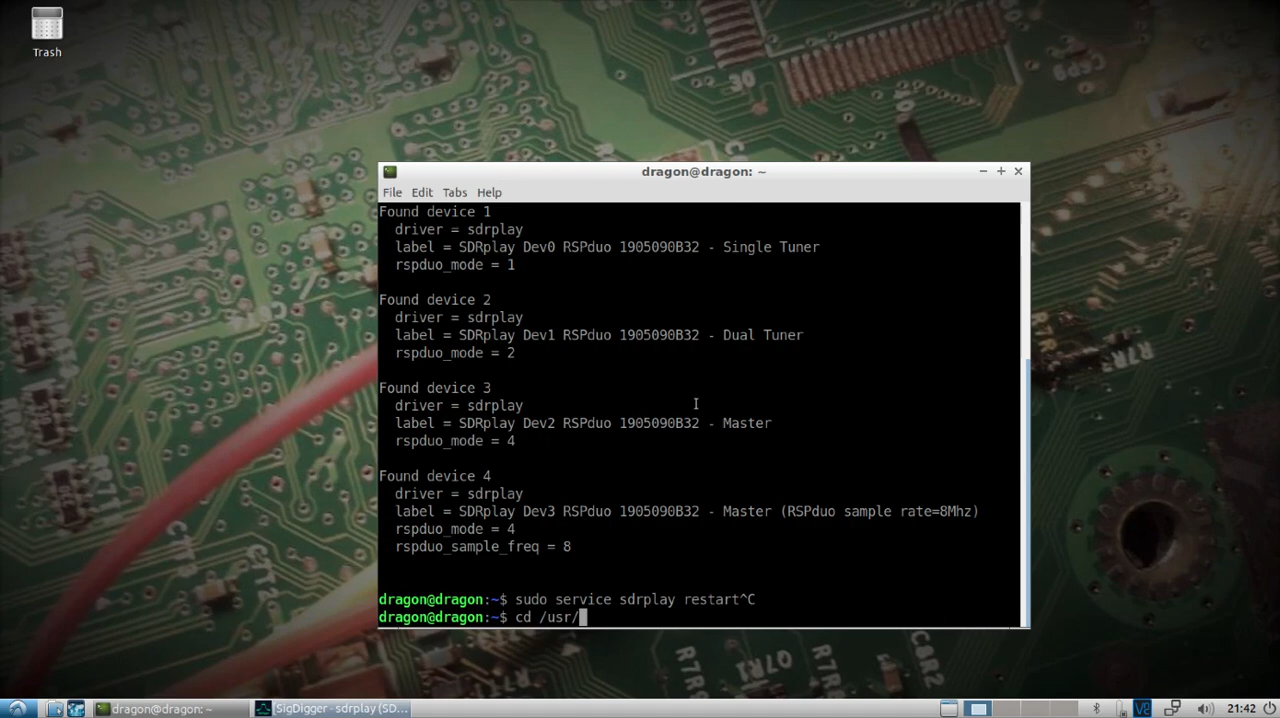 Trash
dragon@dragon: ~
File Edit Tabs Help
Found device 1
driver = sdrplay
label = SDRplay Dev0 RSPduo 1905090B32 - Single Tuner
rspduo_mode = 1
Found device 2
driver = sdrplay
label = SDRplay Dev1 RSPduo 1905090B32 - Dual Tuner
rspduo_mode = 2
Found device 3
driver = sdrplay
label = SDRplay Dev2 RSPduo 1905090B32 - Master
rspduo_mode = 4
Found device 4
driver = sdrplay
label = SDRplay Dev3 RSPduo 1905090B32 - Master (RSPduo sample rate=8Mhz)
rspduo_mode = 4
rspduo_sample_freq = 8
dragon@dragon:~$ sudo service sdrplay restart^C
dragon@dragon:~$ cd /usr/
dragon@dragon: ~
SigDigger - sdrplay (SD...
21:42